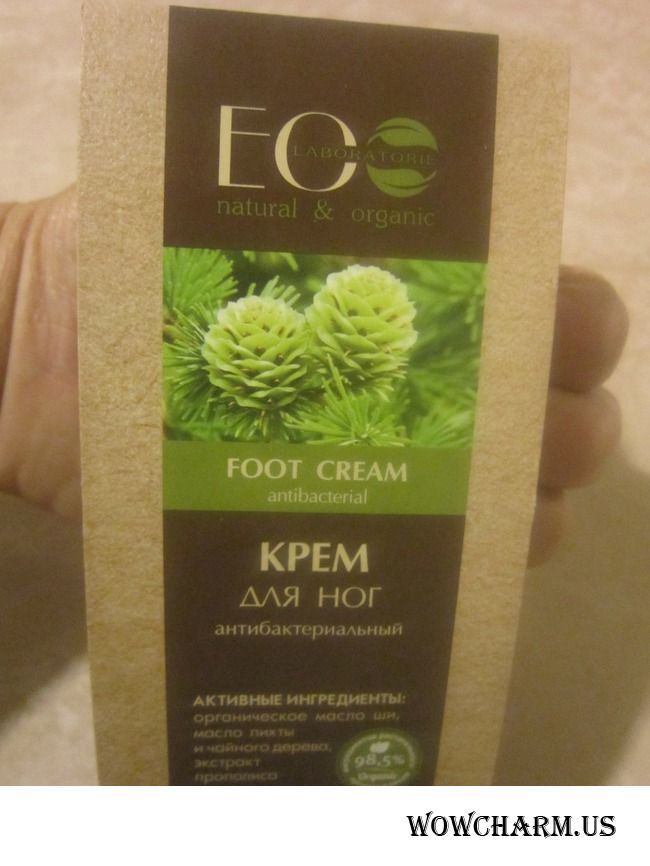 ECO
LABORATORIE
natural & organic
FOOT CREAM
antibacterial
КРЕМ
ДЛЯ НОГ
антибактериальный
АКТИВНЫЕ ИНГРЕДИЕНТЫ:
органическое масло ши,
масло пихты
и чайного дерева,
экстракт
прополиса
98,5%
Organic
WOWCHARM.US